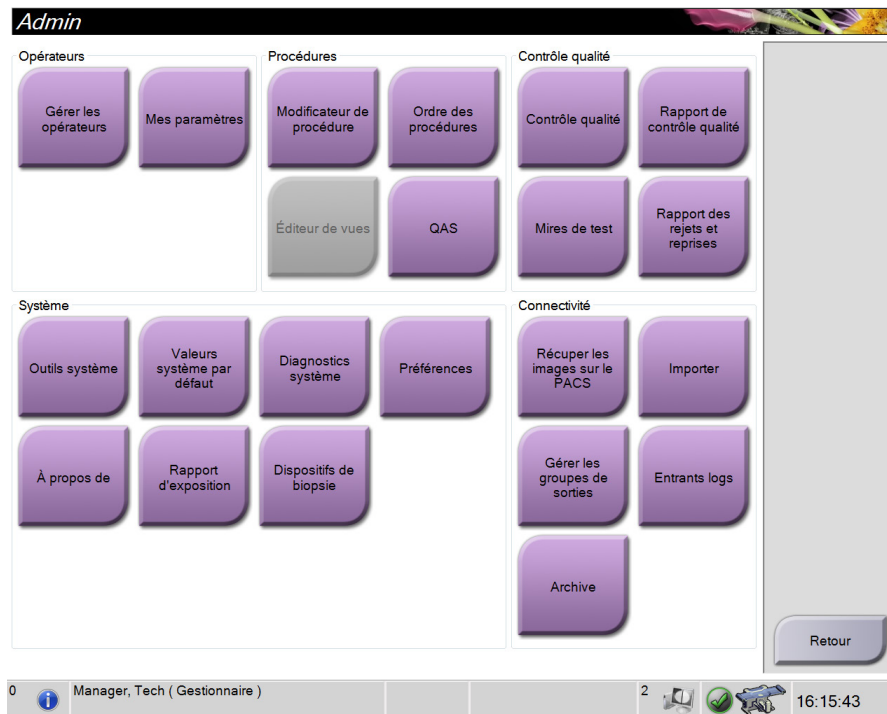 Admin
Opérateurs
Gérer les
opérateurs
Mes paramètres
Procédures
Modificateur de
procédure
Ordre des
procédures
Éditeur de vues
QAS
Contrôle qualité
Contrôle qualité
Rapport de
contrôle qualité
Mires de test
Rapport des
rejets et
reprises
Système
Outils système
Valeurs
système par
défaut
Diagnostics
système
Préférences
À propos de
Rapport
d'exposition
Dispositifs de
biopsie
Connectivité
Récuper les
images sur le
PACS
Importer
Gérer les
groupes de
sorties
Entrants logs
Archive
Retour
0
Manager, Tech ( Gestionnaire )
2
16:15:43